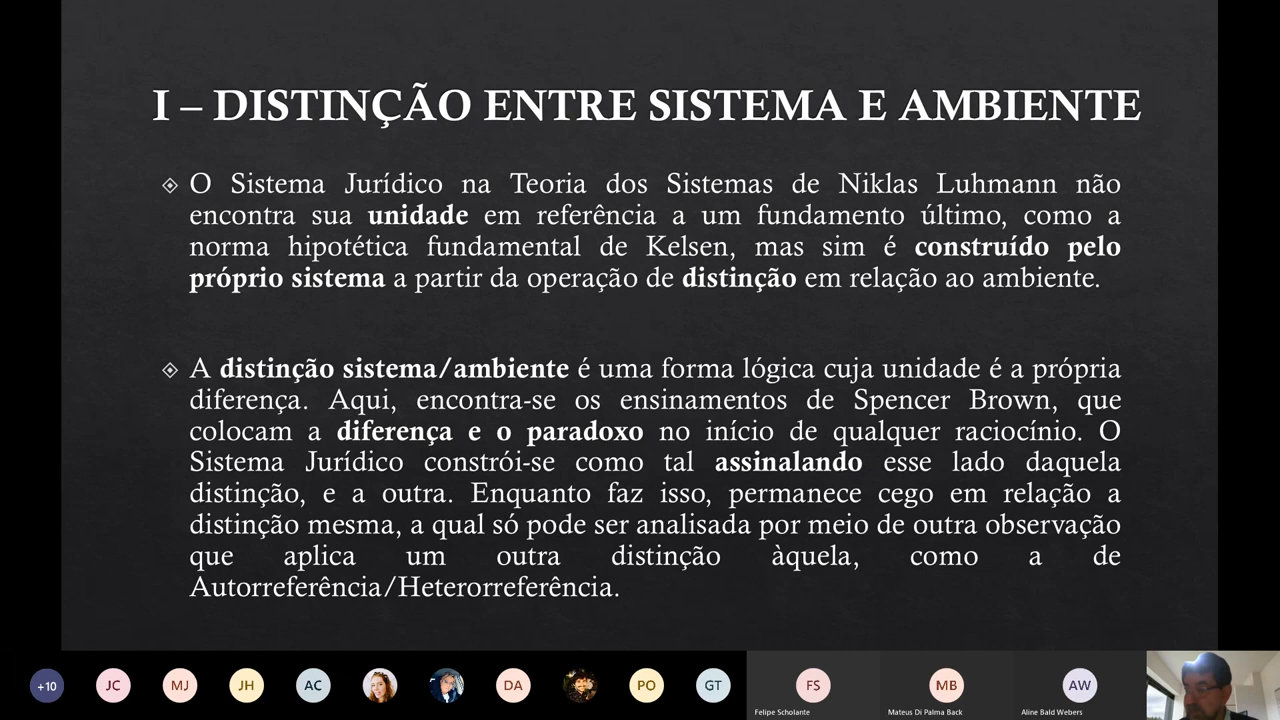 I – DISTINÇÃO ENTRE SISTEMA E AMBIENTE
O Sistema Jurídico na Teoria dos Sistemas de Niklas Luhmann não
encontra sua unidade em referência a um fundamento último, como a
norma hipotética fundamental de Kelsen, mas sim é construído pelo
próprio sistema a partir da operação de distinção em relação ao ambiente.
A distinção sistema/ambiente é uma forma lógica cuja unidade é a própria
diferença. Aqui, encontra-se os ensinamentos de Spencer Brown, que
colocam a diferença e o paradoxo no início de qualquer raciocínio. O
Sistema Jurídico constrói-se como tal assinalando esse lado daquela
distinção, e a outra. Enquanto faz isso, permanece cego em relação a
distinção mesma, a qual só pode ser analisada por meio de outra observação
que aplica um outra distinção àquela, como a de
Autorreferência/Heterorreferência.
+10 JC MJ JH AC DA PO GT FS MB AW
Felipe Scholante Mateus Di Palma Back Aline Bald Webers